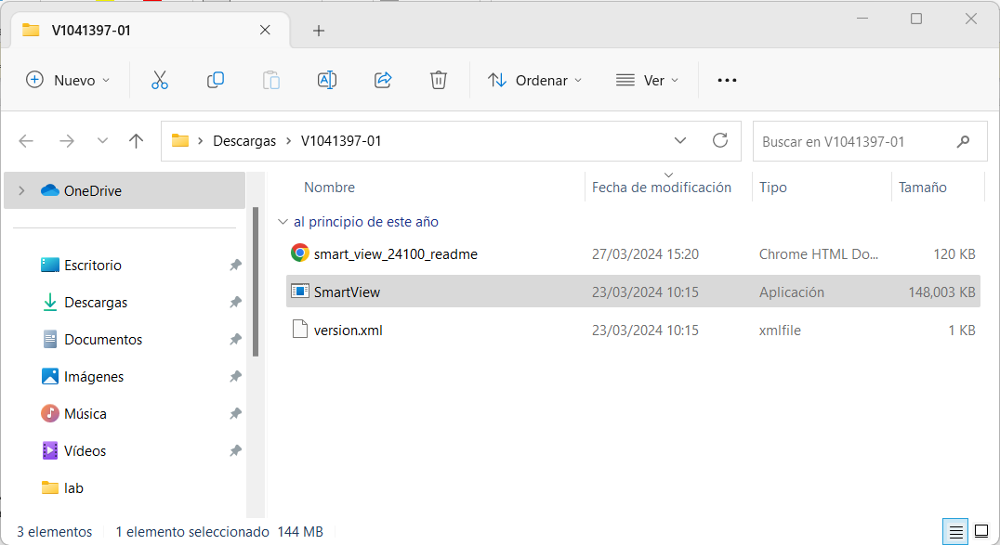 V1041397-01
Nuevo
Ordenar
Ver
Descargas > V1041397-01
Buscar en V1041397-01
OneDrive
Escritorio
Descargas
Documentos
Imágenes
Música
Vídeos
lab
Nombre Fecha de modificación Tipo Tamaño
al principio de este año
smart_view_24100_readme 27/03/2024 15:20 Chrome HTML Do... 120 KB
SmartView 23/03/2024 10:15 Aplicación 148,003 KB
version.xml 23/03/2024 10:15 xmlfile 1 KB
3 elementos 1 elemento seleccionado 144 MB